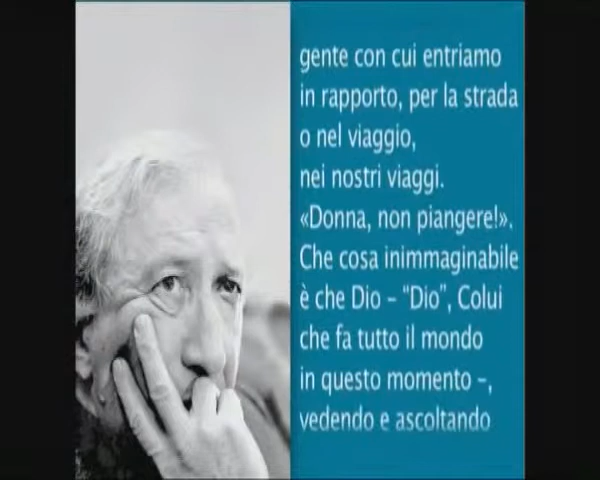 gente con cui entriamo
in rapporto, per la strada
o nel viaggio,
nei nostri viaggi.
«Donna, non piangere!».
Che cosa inimmaginabile
è che Dio – “Dio”, Colui
che fa tutto il mondo
in questo momento –,
vedendo e ascoltando